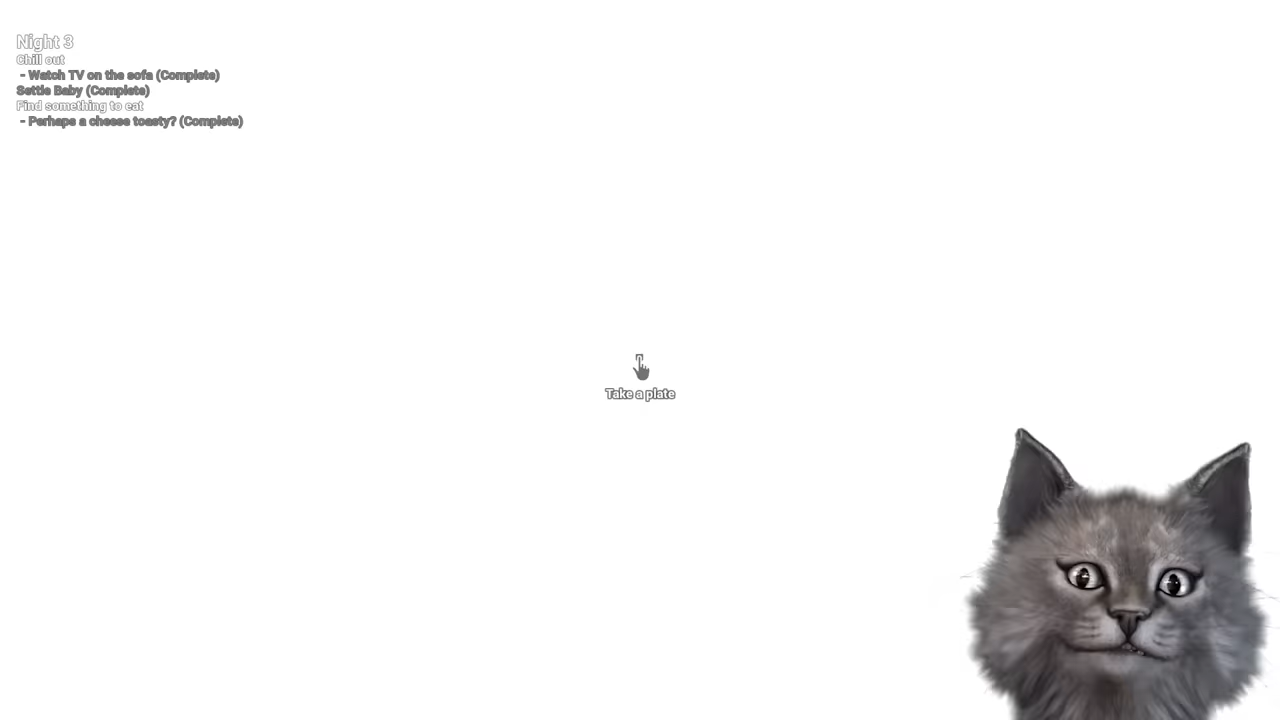 Night 3
Chill out
- Watch TV on the sofa (Complete)
Settle Baby (Complete)
Find something to eat
- Perhaps a cheese toasty? (Complete)
Take a plate